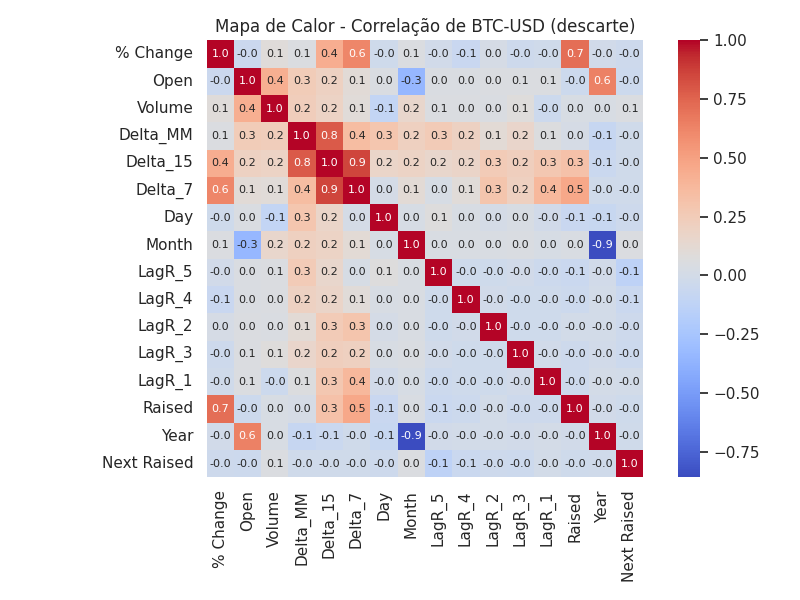 Mapa de Calor - Correlação de BTC-USD (descarte)
% Change 1.0 -0.0 0.1 0.1 0.4 0.6 -0.0 0.1 -0.0 -0.1 0.0 -0.0 -0.0 0.7 -0.0 -0.0
Open -0.0 1.0 0.4 0.3 0.2 0.1 0.0 -0.3 0.0 0.0 0.0 0.1 0.1 -0.0 0.6 -0.0
Volume 0.1 0.4 1.0 0.2 0.2 0.1 -0.1 0.2 0.1 0.0 0.0 0.1 -0.0 0.0 0.0 0.1
Delta_MM 0.1 0.3 0.2 1.0 0.8 0.4 0.3 0.2 0.3 0.2 0.1 0.2 0.1 0.0 -0.1 -0.0
Delta_15 0.4 0.2 0.2 0.8 1.0 0.9 0.2 0.2 0.2 0.2 0.3 0.2 0.3 0.3 -0.1 -0.0
Delta_7 0.6 0.1 0.1 0.4 0.9 1.0 0.0 0.1 0.0 0.1 0.3 0.2 0.4 0.5 -0.0 -0.0
Day -0.0 0.0 -0.1 0.3 0.2 0.0 1.0 0.0 0.1 0.0 0.0 0.0 -0.0 -0.1 -0.1 -0.0
Month 0.1 -0.3 0.2 0.2 0.2 0.1 0.0 1.0 0.0 0.0 0.0 0.0 0.0 0.0 -0.9 0.0
LagR_5 -0.0 0.0 0.1 0.3 0.2 0.0 0.1 0.0 1.0 -0.0 -0.0 -0.0 -0.0 -0.1 -0.0 -0.1
LagR_4 -0.1 0.0 0.0 0.2 0.2 0.1 0.0 0.0 -0.0 1.0 -0.0 -0.0 -0.0 -0.0 -0.0 -0.1
LagR_2 0.0 0.0 0.0 0.1 0.3 0.3 0.0 0.0 -0.0 -0.0 1.0 -0.0 -0.0 0.0 -0.0 -0.0
LagR_3 -0.0 0.1 0.1 0.2 0.2 0.2 0.0 0.0 -0.0 -0.0 -0.0 1.0 -0.0 -0.0 -0.0 -0.0
LagR_1 -0.0 0.1 -0.0 0.1 0.3 0.4 -0.0 0.0 -0.0 -0.0 -0.0 -0.0 1.0 -0.0 -0.0 -0.0
Raised 0.7 -0.0 0.0 0.0 0.3 0.5 -0.1 0.0 -0.1 -0.0 0.0 -0.0 -0.0 1.0 -0.0 -0.0
Year -0.0 0.6 0.0 -0.1 -0.1 -0.0 -0.1 -0.9 -0.0 -0.0 -0.0 -0.0 -0.0 -0.0 1.0 -0.0
Next Raised -0.0 -0.0 0.1 -0.0 -0.0 -0.0 -0.0 0.0 -0.1 -0.1 -0.0 -0.0 -0.0 -0.0 -0.0 1.0
% Change
Open
Volume
Delta_MM
Delta_15
Delta_7
Day
Month
LagR_5
LagR_4
LagR_2
LagR_3
LagR_1
Raised
Year
Next Raised
1.00
0.75
0.50
0.25
0.00
−0.25
−0.50
−0.75